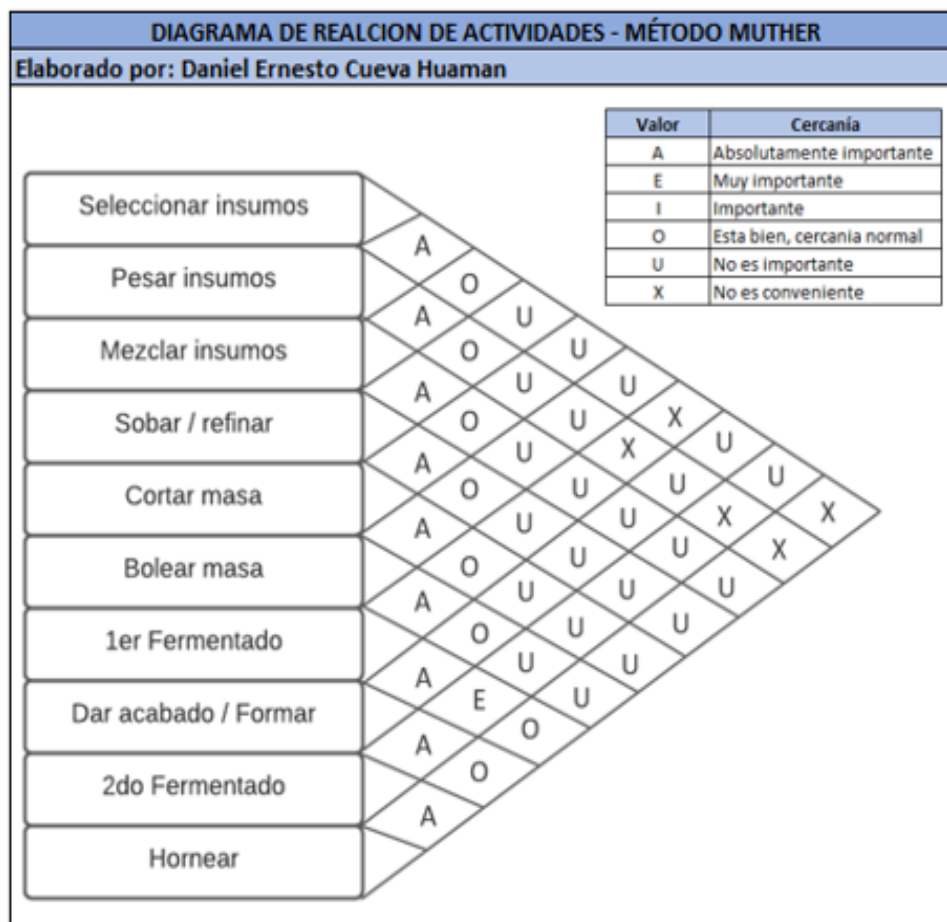 DIAGRAMA DE REALCION DE ACTIVIDADES - MÉTODO MUTHER
Elaborado por: Daniel Ernesto Cueva Huaman
Valor Cercanía
A Absolutamente importante
E Muy importante
I Importante
O Esta bien, cercania normal
U No es importante
X No es conveniente
Seleccionar insumos
A
Pesar insumos O
A U
Mezclar insumos O U
A U U
Sobar / refinar O U X
A U X U
Cortar masa O U U U
A U U X X
Bolear masa O U U X
A U U U
1er Fermentado O U U
A U U
Dar acabado / Formar E U
A O
2do Fermentado O
A
Hornear